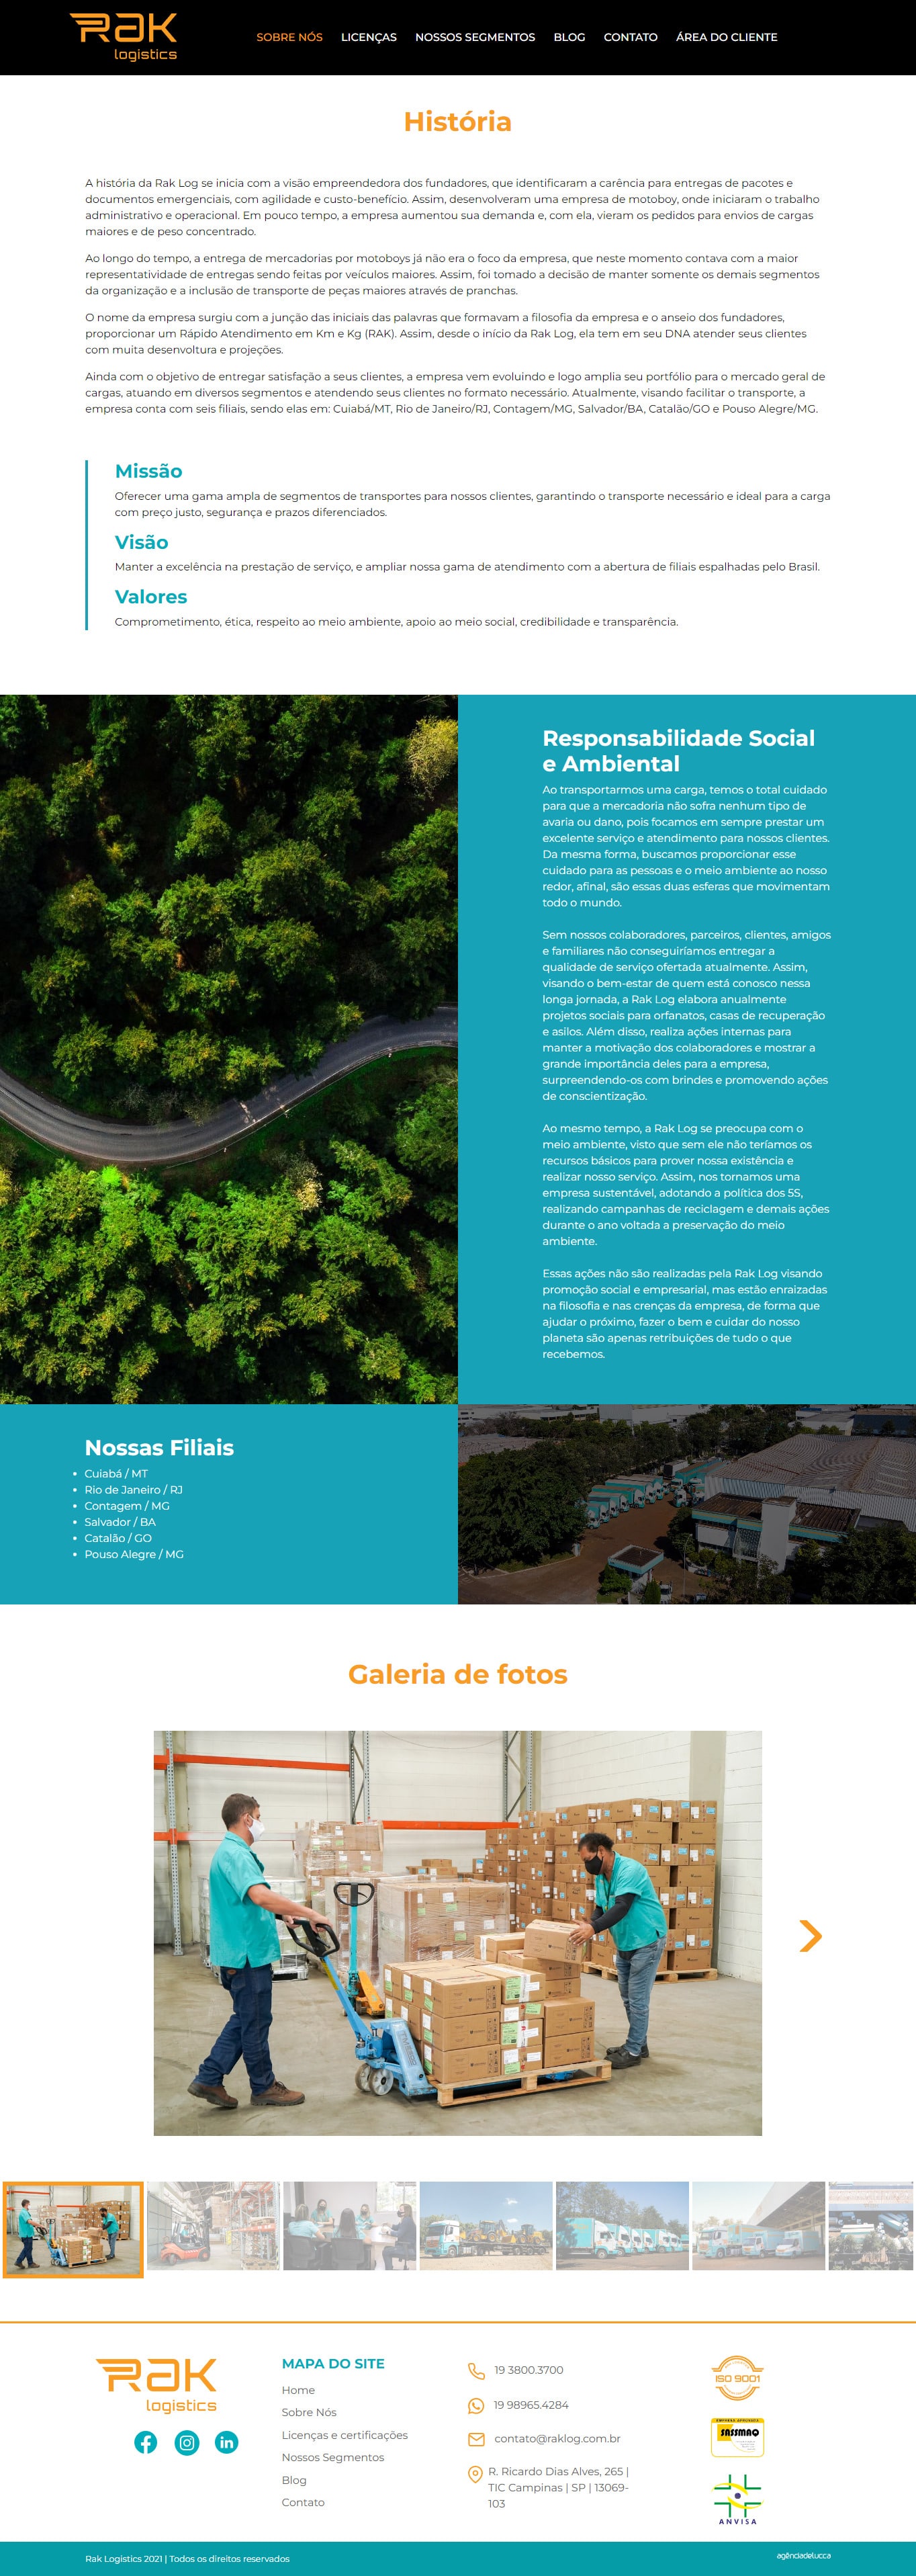 Rak
logistics
SOBRE NÓS LICENÇAS NOSSOS SEGMENTOS BLOG CONTATO ÁREA DO CLIENTE
História
A história da Rak Log se inicia com a visão empreendedora dos fundadores, que identificaram a carência para entregas de pacotes e
documentos emergenciais, com agilidade e custo-benefício. Assim, desenvolveram uma empresa de motoboy, onde iniciaram o trabalho
administrativo e operacional. Em pouco tempo, a empresa aumentou sua demanda e, com ela, vieram os pedidos para envios de cargas
maiores e de peso concentrado.
Ao longo do tempo, a entrega de mercadorias por motoboys já não era o foco da empresa, que neste momento contava com a maior
representatividade de entregas sendo feitas por veículos maiores. Assim, foi tomado a decisão de manter somente os demais segmentos
da organização e a inclusão de transporte de peças maiores através de pranchas.
O nome da empresa surgiu com a junção das iniciais das palavras que formavam a filosofia da empresa e o anseio dos fundadores,
proporcionar um Rápido Atendimento em Km e Kg (RAK). Assim, desde o início da Rak Log, ela tem em seu DNA atender seus clientes
com muita desenvoltura e projeções.
Ainda com o objetivo de entregar satisfação a seus clientes, a empresa vem evoluindo e logo amplia seu portfólio para o mercado geral de
cargas, atuando em diversos segmentos e atendendo seus clientes no formato necessário. Atualmente, visando facilitar o transporte, a
empresa conta com seis filiais, sendo elas em: Cuiabá/MT, Rio de Janeiro/RJ, Contagem/MG, Salvador/BA, Catalão/GO e Pouso Alegre/MG.
Missão
Oferecer uma gama ampla de segmentos de transportes para nossos clientes, garantindo o transporte necessário e ideal para a carga
com preço justo, segurança e prazos diferenciados.
Visão
Manter a excelência na prestação de serviço, e ampliar nossa gama de atendimento com a abertura de filiais espalhadas pelo Brasil.
Valores
Comprometimento, ética, respeito ao meio ambiente, apoio ao meio social, credibilidade e transparência.
Responsabilidade Social
e Ambiental
Ao transportarmos uma carga, temos o total cuidado
para que a mercadoria não sofra nenhum tipo de
avaria ou dano, pois focamos em sempre prestar um
excelente serviço e atendimento para nossos clientes.
Da mesma forma, buscamos proporcionar esse
cuidado para as pessoas e o meio ambiente ao nosso
redor, afinal, são essas duas esferas que movimentam
todo o mundo.
Sem nossos colaboradores, parceiros, clientes, amigos
e familiares não conseguiríamos entregar a
qualidade de serviço ofertada atualmente. Assim,
visando o bem-estar de quem está conosco nessa
longa jornada, a Rak Log elabora anualmente
projetos sociais para orfanatos, casas de recuperação
e asilos. Além disso, realiza ações internas para
manter a motivação dos colaboradores e mostrar a
grande importância deles para a empresa,
surpreendendo-os com brindes e promovendo ações
de conscientização.
Ao mesmo tempo, a Rak Log se preocupa com o
meio ambiente, visto que sem ele não teríamos os
recursos básicos para prover nossa existência e
realizar nosso serviço. Assim, nos tornamos uma
empresa sustentável, adotando a política dos 5S,
realizando campanhas de reciclagem e demais ações
durante o ano voltada a preservação do meio
ambiente.
Essas ações não são realizadas pela Rak Log visando
promoção social e empresarial, mas estão enraizadas
na filosofia e nas crenças da empresa, de forma que
ajudar o próximo, fazer o bem e cuidar do nosso
planeta são apenas retribuições de tudo o que
recebemos.
Nossas Filiais
• Cuiabá / MT
• Rio de Janeiro / RJ
• Contagem / MG
• Salvador / BA
• Catalão / GO
• Pouso Alegre / MG
Galeria de fotos
Rak
logistics
MAPA DO SITE
Home
Sobre Nós
Licenças e certificações
Nossos Segmentos
Blog
Contato
19 3800.3700
19 98965.4284
contato@raklog.com.br
R. Ricardo Dias Alves, 265 |
TIC Campinas | SP | 13069-
103
ISO 9001
EMPRESA APROVADA
SASSMAQ
ANVISA
Rak Logistics 2021 | Todos os direitos reservados
agênciadelucca